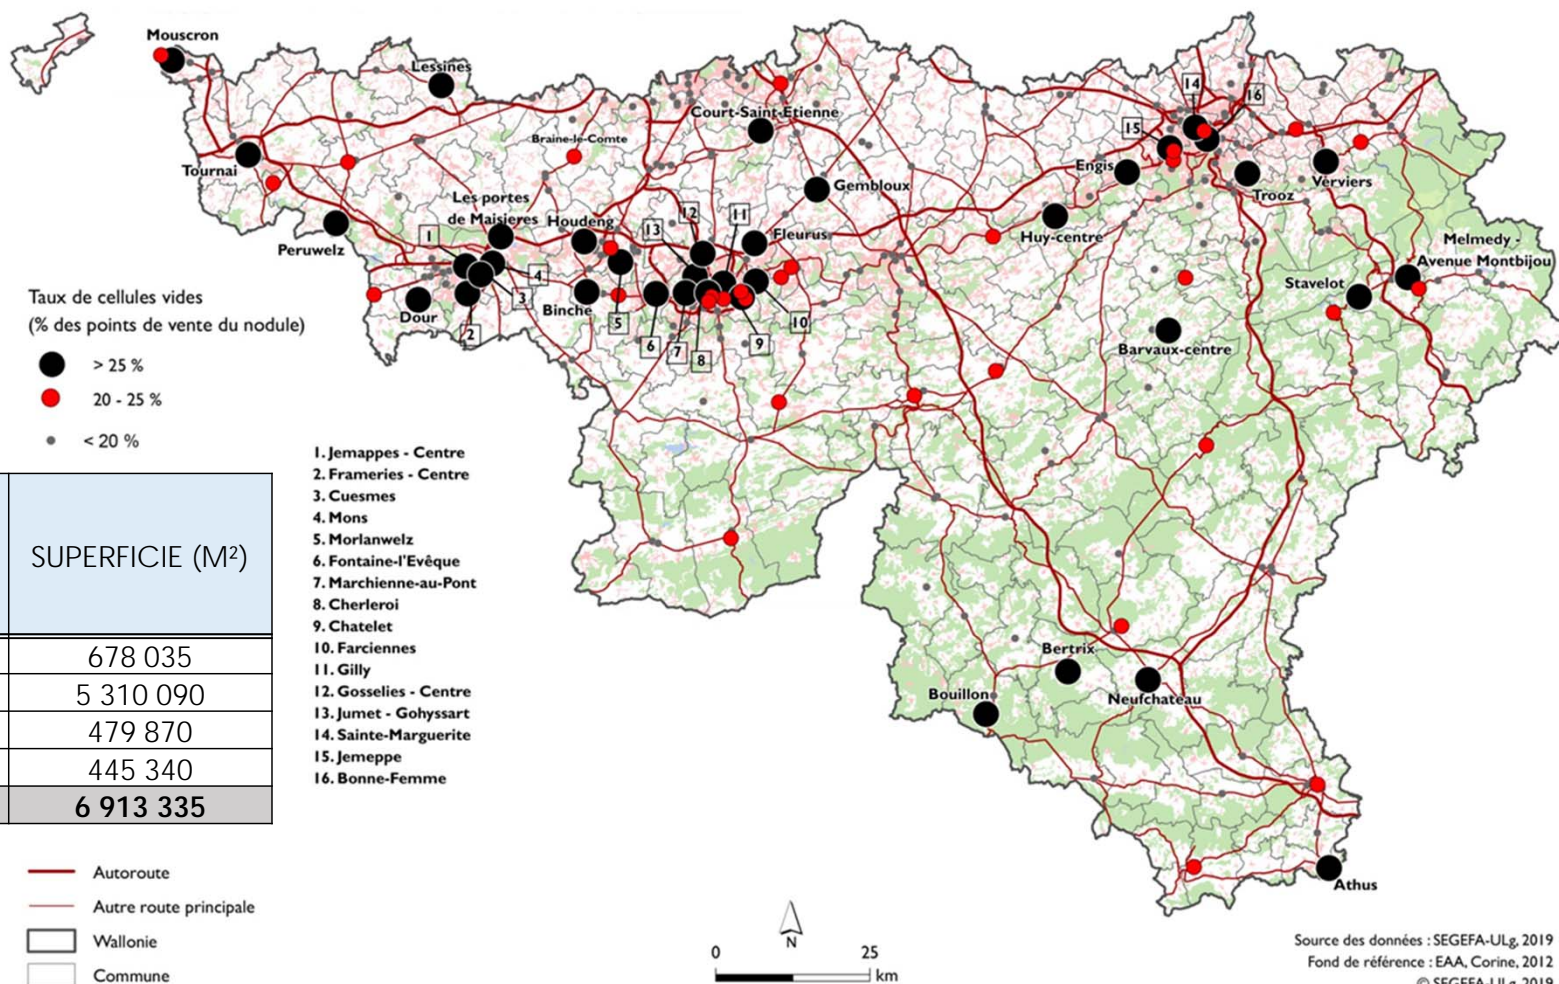 Mouscron
Lessines
Court-Saint-Etienne
Braine-le-Comte
Tournai
Gembloux
Les portes
de Maisieres
Houdeng
Fleurus
Peruwelz
Dour
Binche
14
16
15
Engis
Trooz
Verviers
Huy-centre
Melmedy -
Avenue Montbijou
Stavelot
Barvaux-centre
1
2
3
4
5
6
7
8
9
10
11
12
13
Bertrix
Bouillon
Neufchateau
Athus
Taux de cellules vides
(% des points de vente du nodule)
> 25 %
20 - 25 %
< 20 %
SUPERFICIE (M²)
678 035
5 310 090
479 870
445 340
6 913 335
1. Jemappes - Centre
2. Frameries - Centre
3. Cuesmes
4. Mons
5. Morlanwelz
6. Fontaine-l'Evêque
7. Marchienne-au-Pont
8. Cherleroi
9. Chatelet
10. Farciennes
11. Gilly
12. Gosselies - Centre
13. Jumet - Gohyssart
14. Sainte-Marguerite
15. Jemeppe
16. Bonne-Femme
Autoroute
Autre route principale
Wallonie
Commune
N
0 25
km
Source des données : SEGEFA-ULg, 2019
Fond de référence : EAA, Corine, 2012
© SEGEFA-ULg, 2019